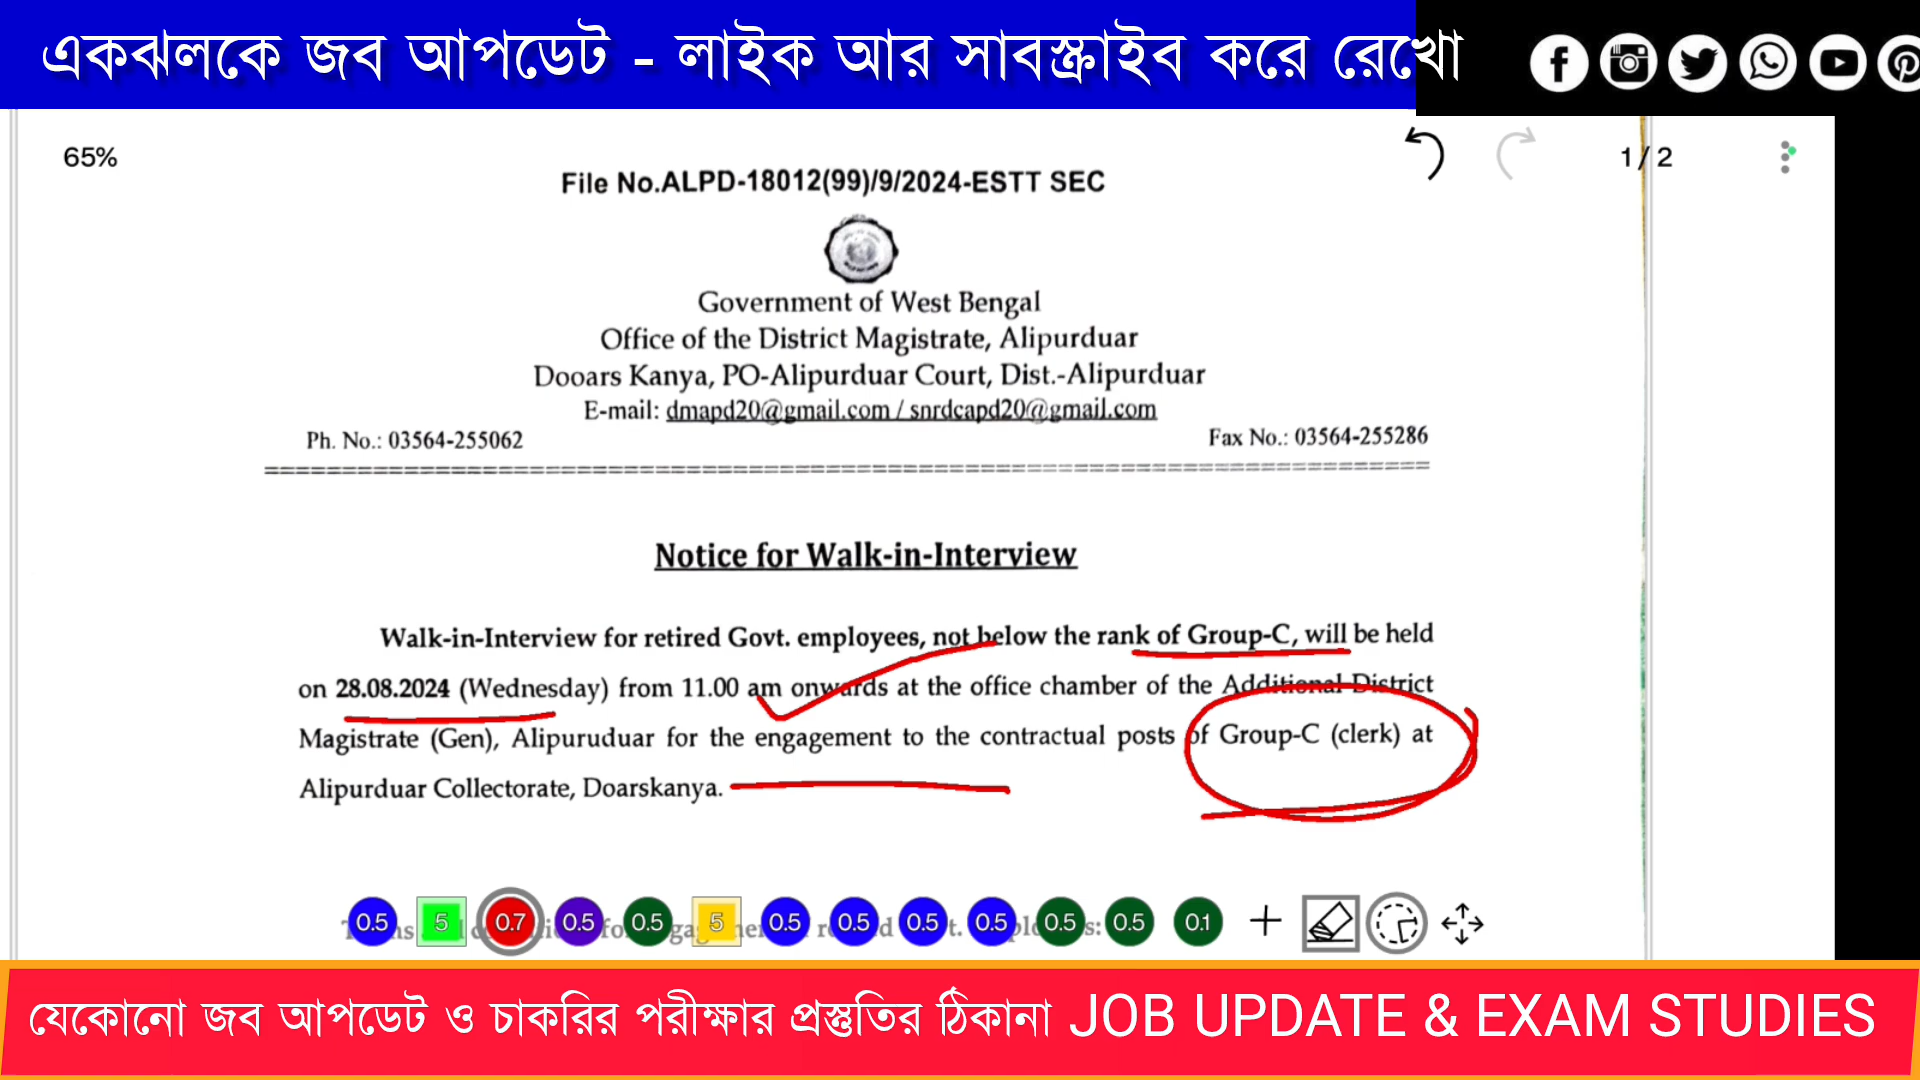 একঝলকে জব আপডেট - লাইক আর সাবস্ক্রাইব করে রেখো
65%
1/2
File No.ALPD-18012(99)/9/2024-ESTT SEC
Government of West Bengal
Office of the District Magistrate, Alipurduar
Dooars Kanya, PO-Alipurduar Court, Dist.-Alipurduar
E-mail: dmapd20@gmail.com / snrdcapd20@gmail.com
Ph. No.: 03564-255062 Fax No.: 03564-255286
Notice for Walk-in-Interview
Walk-in-Interview for retired Govt. employees, not below the rank of Group-C, will be held
on 28.08.2024 (Wednesday) from 11.00 am onwards at the office chamber of the Additional District
Magistrate (Gen), Alipuruduar for the engagement to the contractual posts of Group-C (clerk) at
Alipurduar Collectorate, Doarskanya.
0.5 5 0.7 0.5 0.5 5 0.5 0.5 0.5 0.5 0.5 0.5 0.1
যেকোনো জব আপডেট ও চাকরির পরীক্ষার প্রস্তুতির ঠিকানা JOB UPDATE & EXAM STUDIES